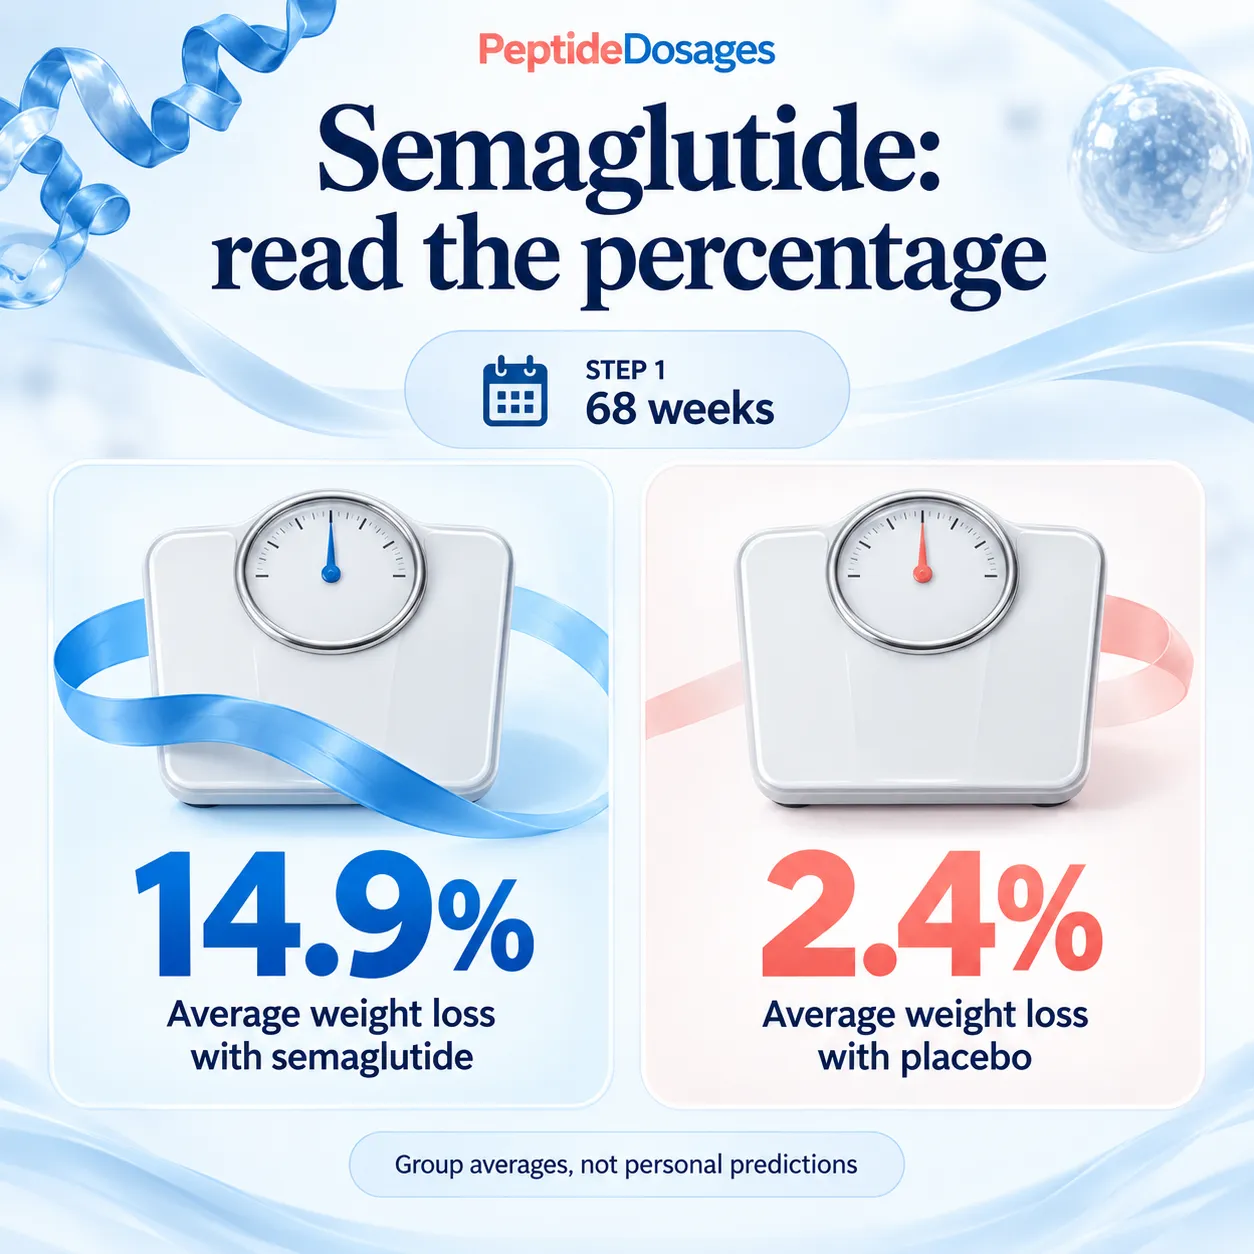 PeptideDosages
Semaglutide:
read the percentage
STEP 1
68 weeks
14.9%
Average weight loss
with semaglutide
2.4%
Average weight loss
with placebo
Group averages, not personal predictions